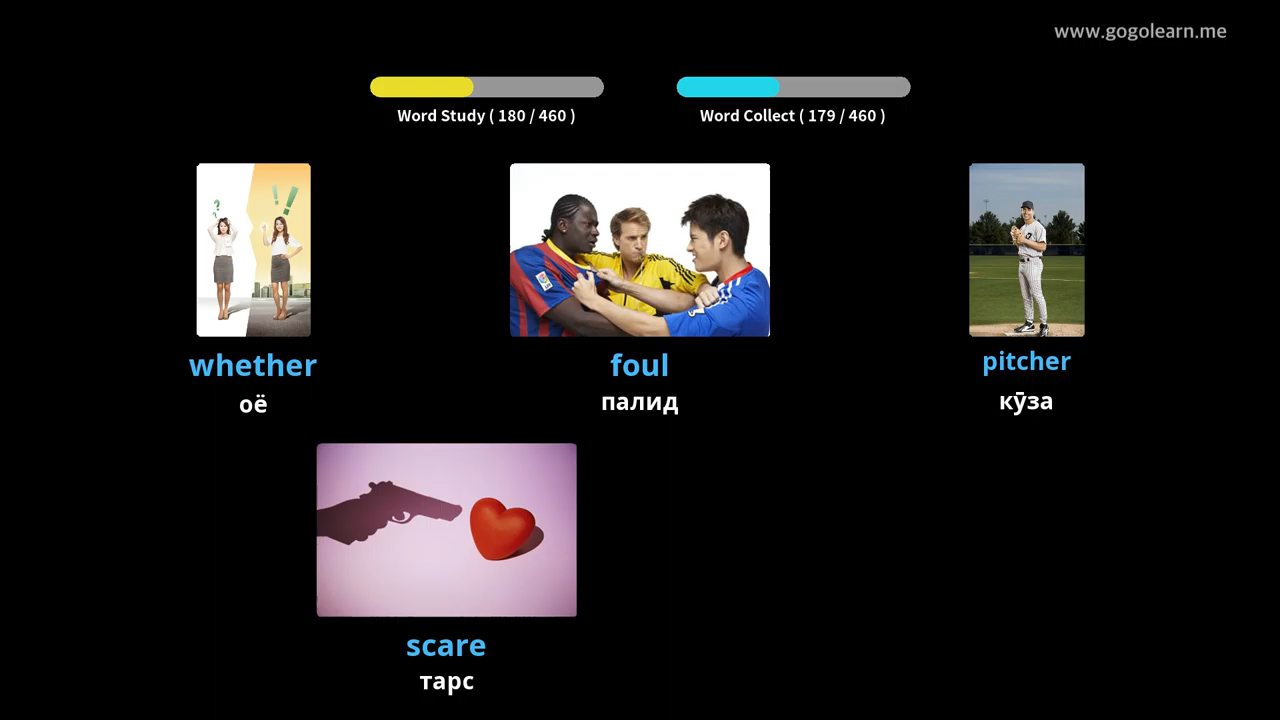 www.gogolearn.me
Word Study ( 180 / 460 )
Word Collect ( 179 / 460 )
whether
оё
foul
палид
pitcher
кӯза
scare
тарс